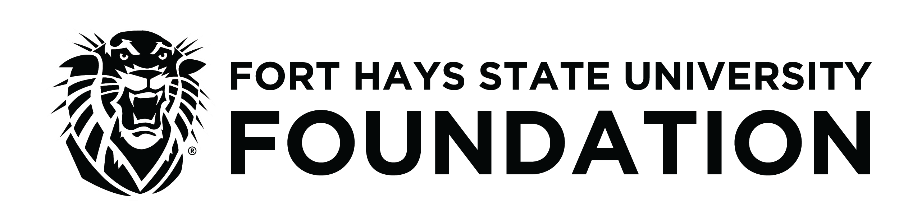 FORT HAYS STATE UNIVERSITY
FOUNDATION
®